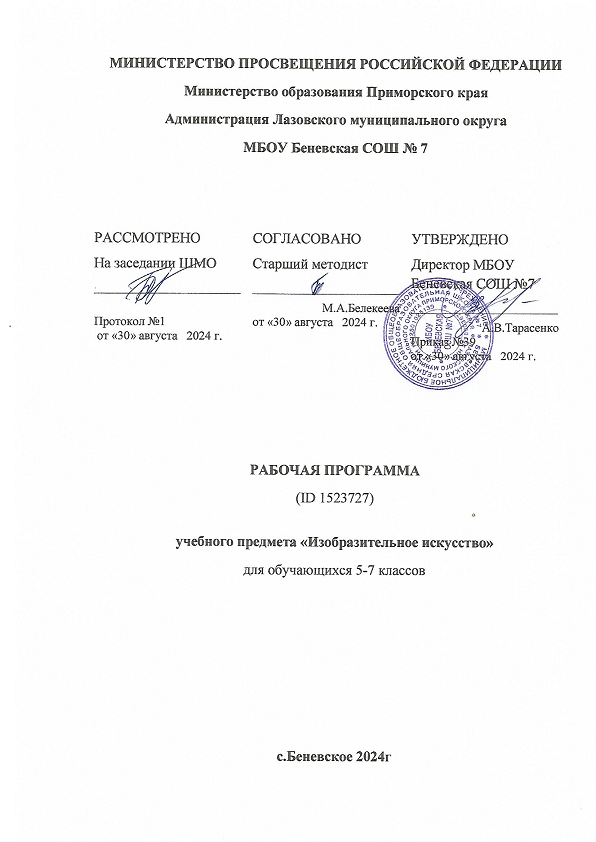 МИНИСТЕРСТВО ПРОСВЕЩЕНИЯ РОССИЙСКОЙ ФЕДЕРАЦИИ
Министерство образования Приморского края
Администрация Лазовского муниципального округа
МБОУ Беневская СОШ № 7
РАССМОТРЕНО
На заседании ШМО
Протокол №1
от «30» августа 2024 г.
СОГЛАСОВАНО
Старший методист
М.А.Белекеева
от «30» августа 2024 г.
УТВЕРЖДЕНО
Директор МБОУ
Беневская СОШ №7
А.В.Тарасенко
Приказ №39
от «30» августа 2024 г.
РАБОЧАЯ ПРОГРАММА
(ID 1523727)
учебного предмета «Изобразительное искусство»
для обучающихся 5-7 классов
с.Беневское 2024г